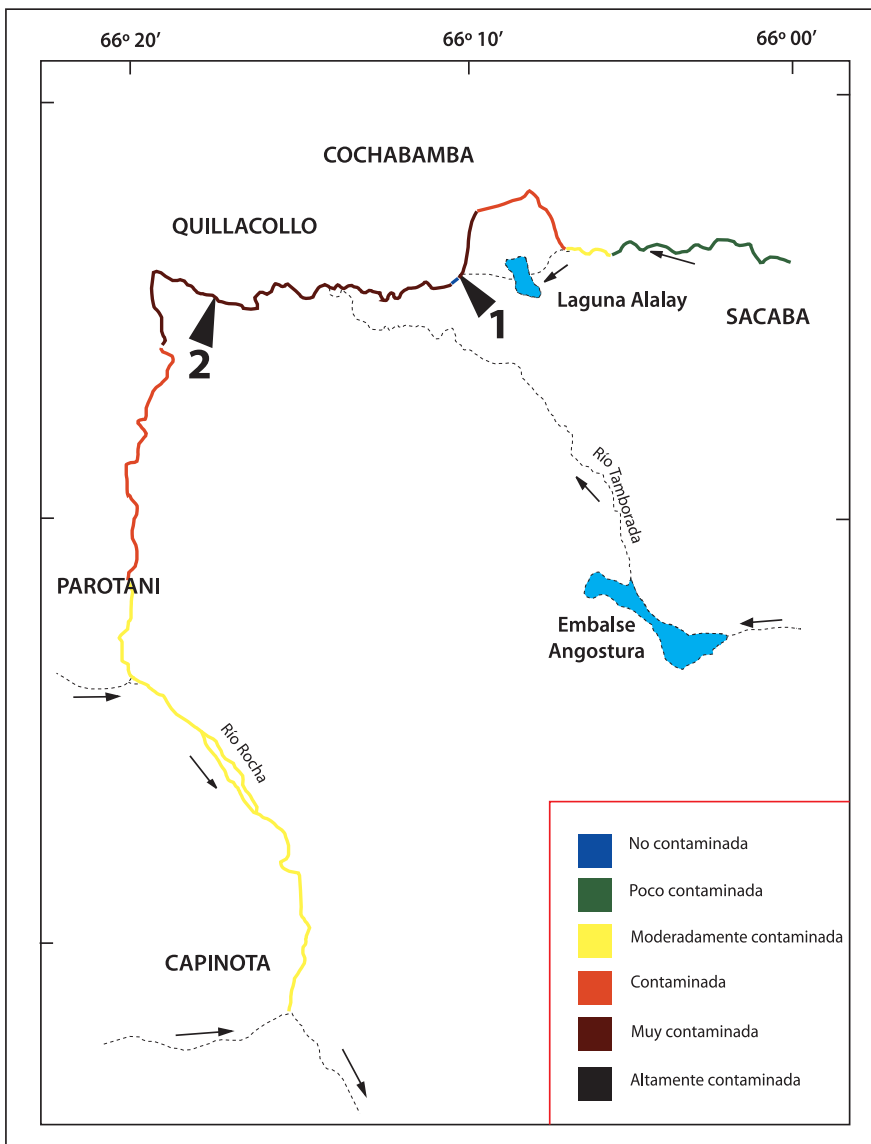 66º 20′
66º 10′
66º 00′
COCHABAMBA
QUILLACOLLO
Laguna Alalay
SACABA
1
2
Río Tamborada
PAROTANI
Embalse
Angostura
Río Rocha
CAPINOTA
No contaminada
Poco contaminada
Moderadamente contaminada
Contaminada
Muy contaminada
Altamente contaminada